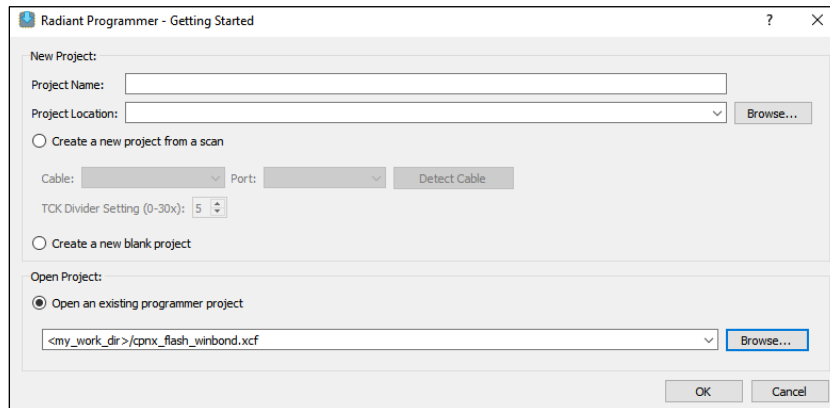 Radiant Programmer - Getting Started ? X
New Project:
Project Name:
Project Location: Browse...
Create a new project from a scan
Cable: Port: Detect Cable
TCK Divider Setting (0-30x): 5
Create a new blank project
Open Project:
Open an existing programmer project
<my_work_dir>/cpnx_flash_winbond.xcf Browse...
OK Cancel